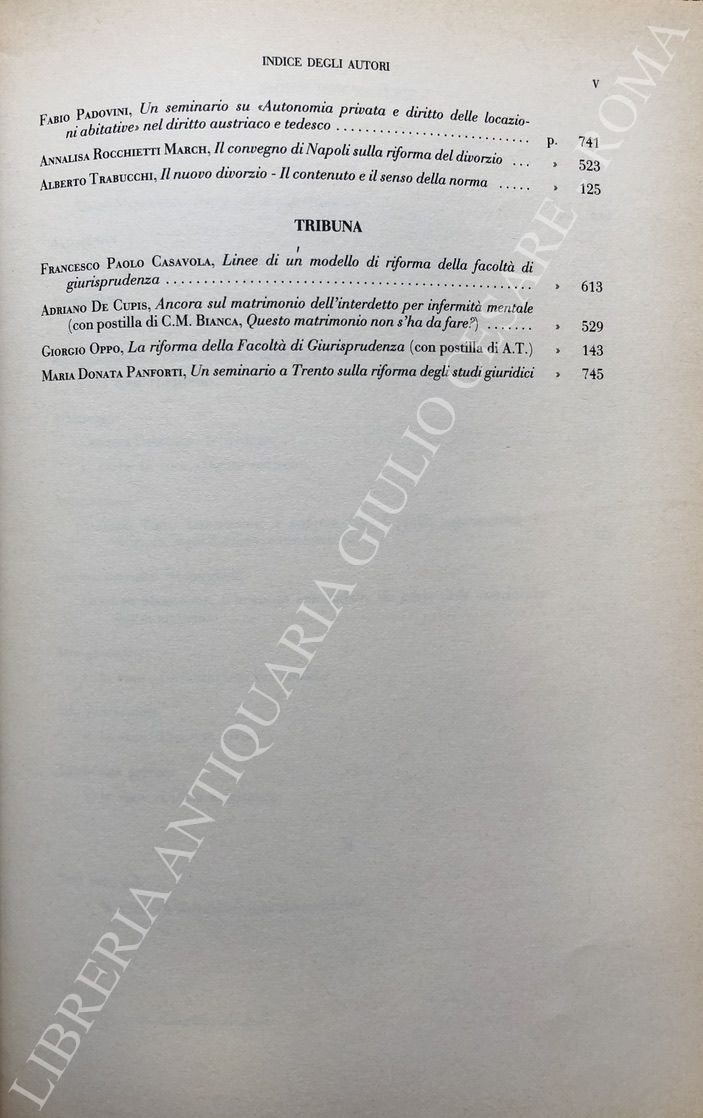 INDICE DEGLI AUTORI
V
FABIO PADOVINI, Un seminario su «Autonomia privata e diritto delle locazio-
ni abitative» nel diritto austriaco e tedesco ............................ p. 741
ANNALISA ROCCHIETTI MARCH, Il convegno di Napoli sulla riforma del divorzio ... » 523
ALBERTO TRABUCCHI, Il nuovo divorzio - Il contenuto e il senso della norma ..... » 125
TRIBUNA
FRANCESCO PAOLO CASAVOLA, Linee di un modello di riforma della facoltà di
giurisprudenza .................................................. » 613
ADRIANO DE CUPIS, Ancora sul matrimonio dell'interdetto per infermità mentale
(con postilla di C.M. BIANCA, Questo matrimonio non s'ha da fare?) ....... » 529
GIORGIO OPPO, La riforma della Facoltà di Giurisprudenza (con postilla di A.T.) » 143
MARIA DONATA PANFORTI, Un seminario a Trento sulla riforma degli studi giuridici » 745
LIBRERIA ANTIQUARIA GIULIO CESARE - ROMA